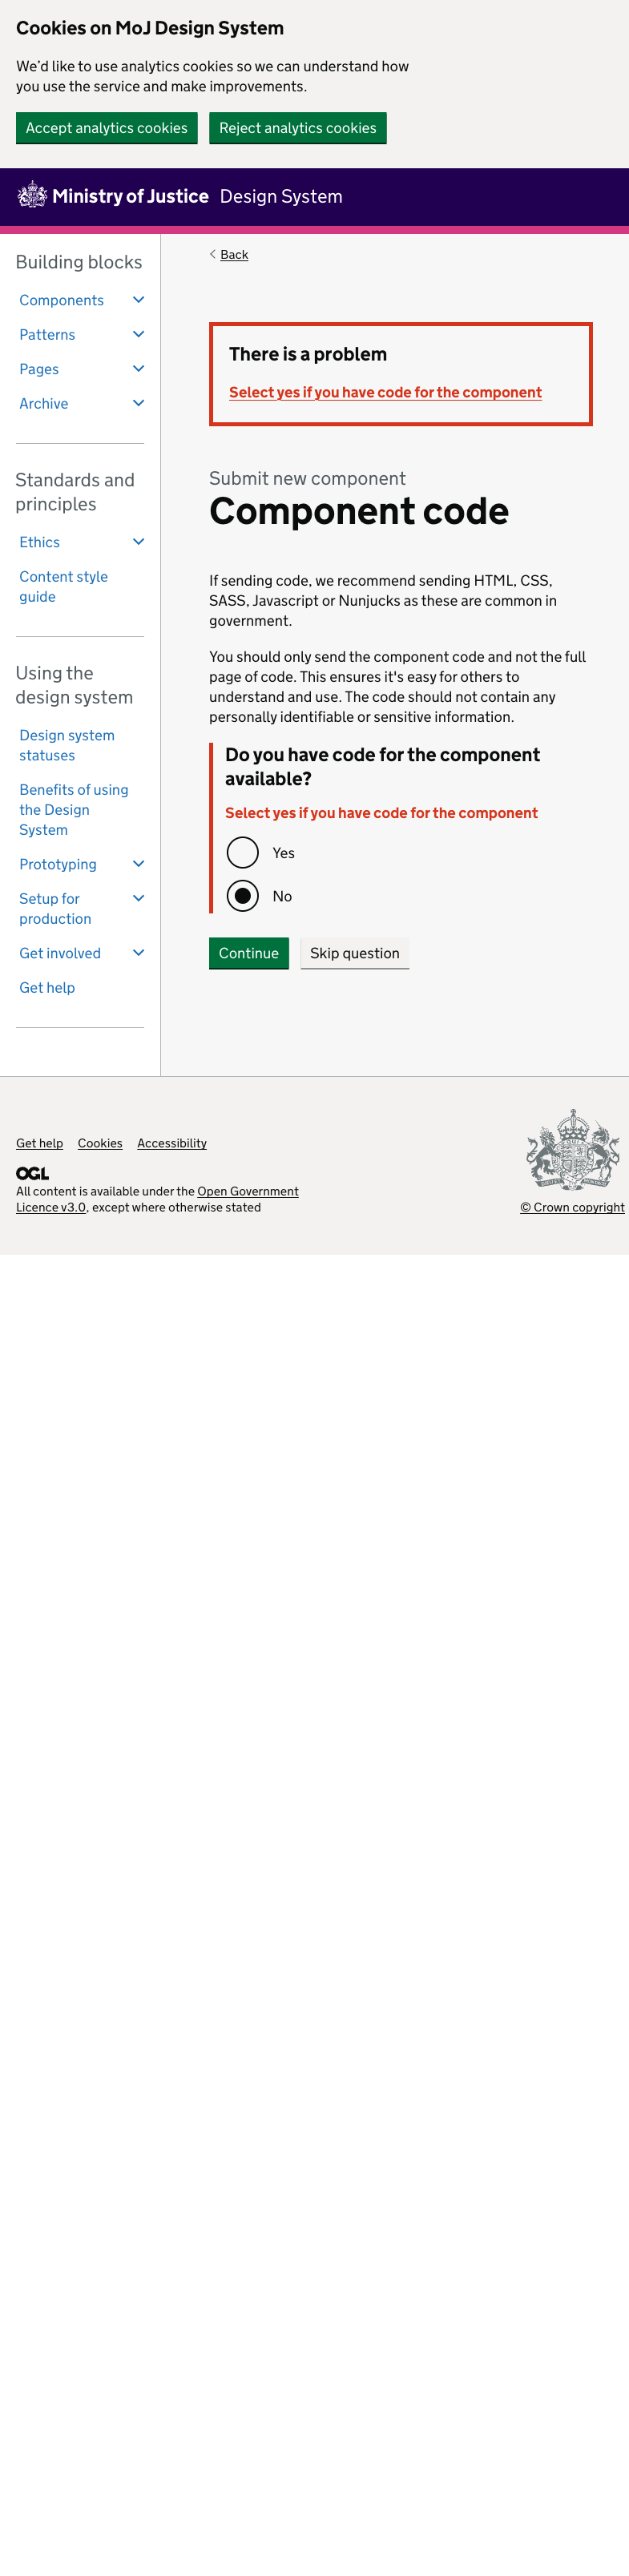 Cookies on MoJ Design System
We’d like to use analytics cookies so we can understand how
you use the service and make improvements.
Accept analytics cookies
Reject analytics cookies
Ministry of Justice Design System
Building blocks
Components
Patterns
Pages
Archive
Standards and
principles
Ethics
Content style
guide
Using the
design system
Design system
statuses
Benefits of using
the Design
System
Prototyping
Setup for
production
Get involved
Get help
Back
There is a problem
Select yes if you have code for the component
Submit new component
Component code
If sending code, we recommend sending HTML, CSS,
SASS, Javascript or Nunjucks as these are common in
government.
You should only send the component code and not the full
page of code. This ensures it's easy for others to
understand and use. The code should not contain any
personally identifiable or sensitive information.
Do you have code for the component
available?
Select yes if you have code for the component
Yes
No
Continue
Skip question
Get help
Cookies
Accessibility
OGL
All content is available under the Open Government
Licence v3.0, except where otherwise stated
© Crown copyright